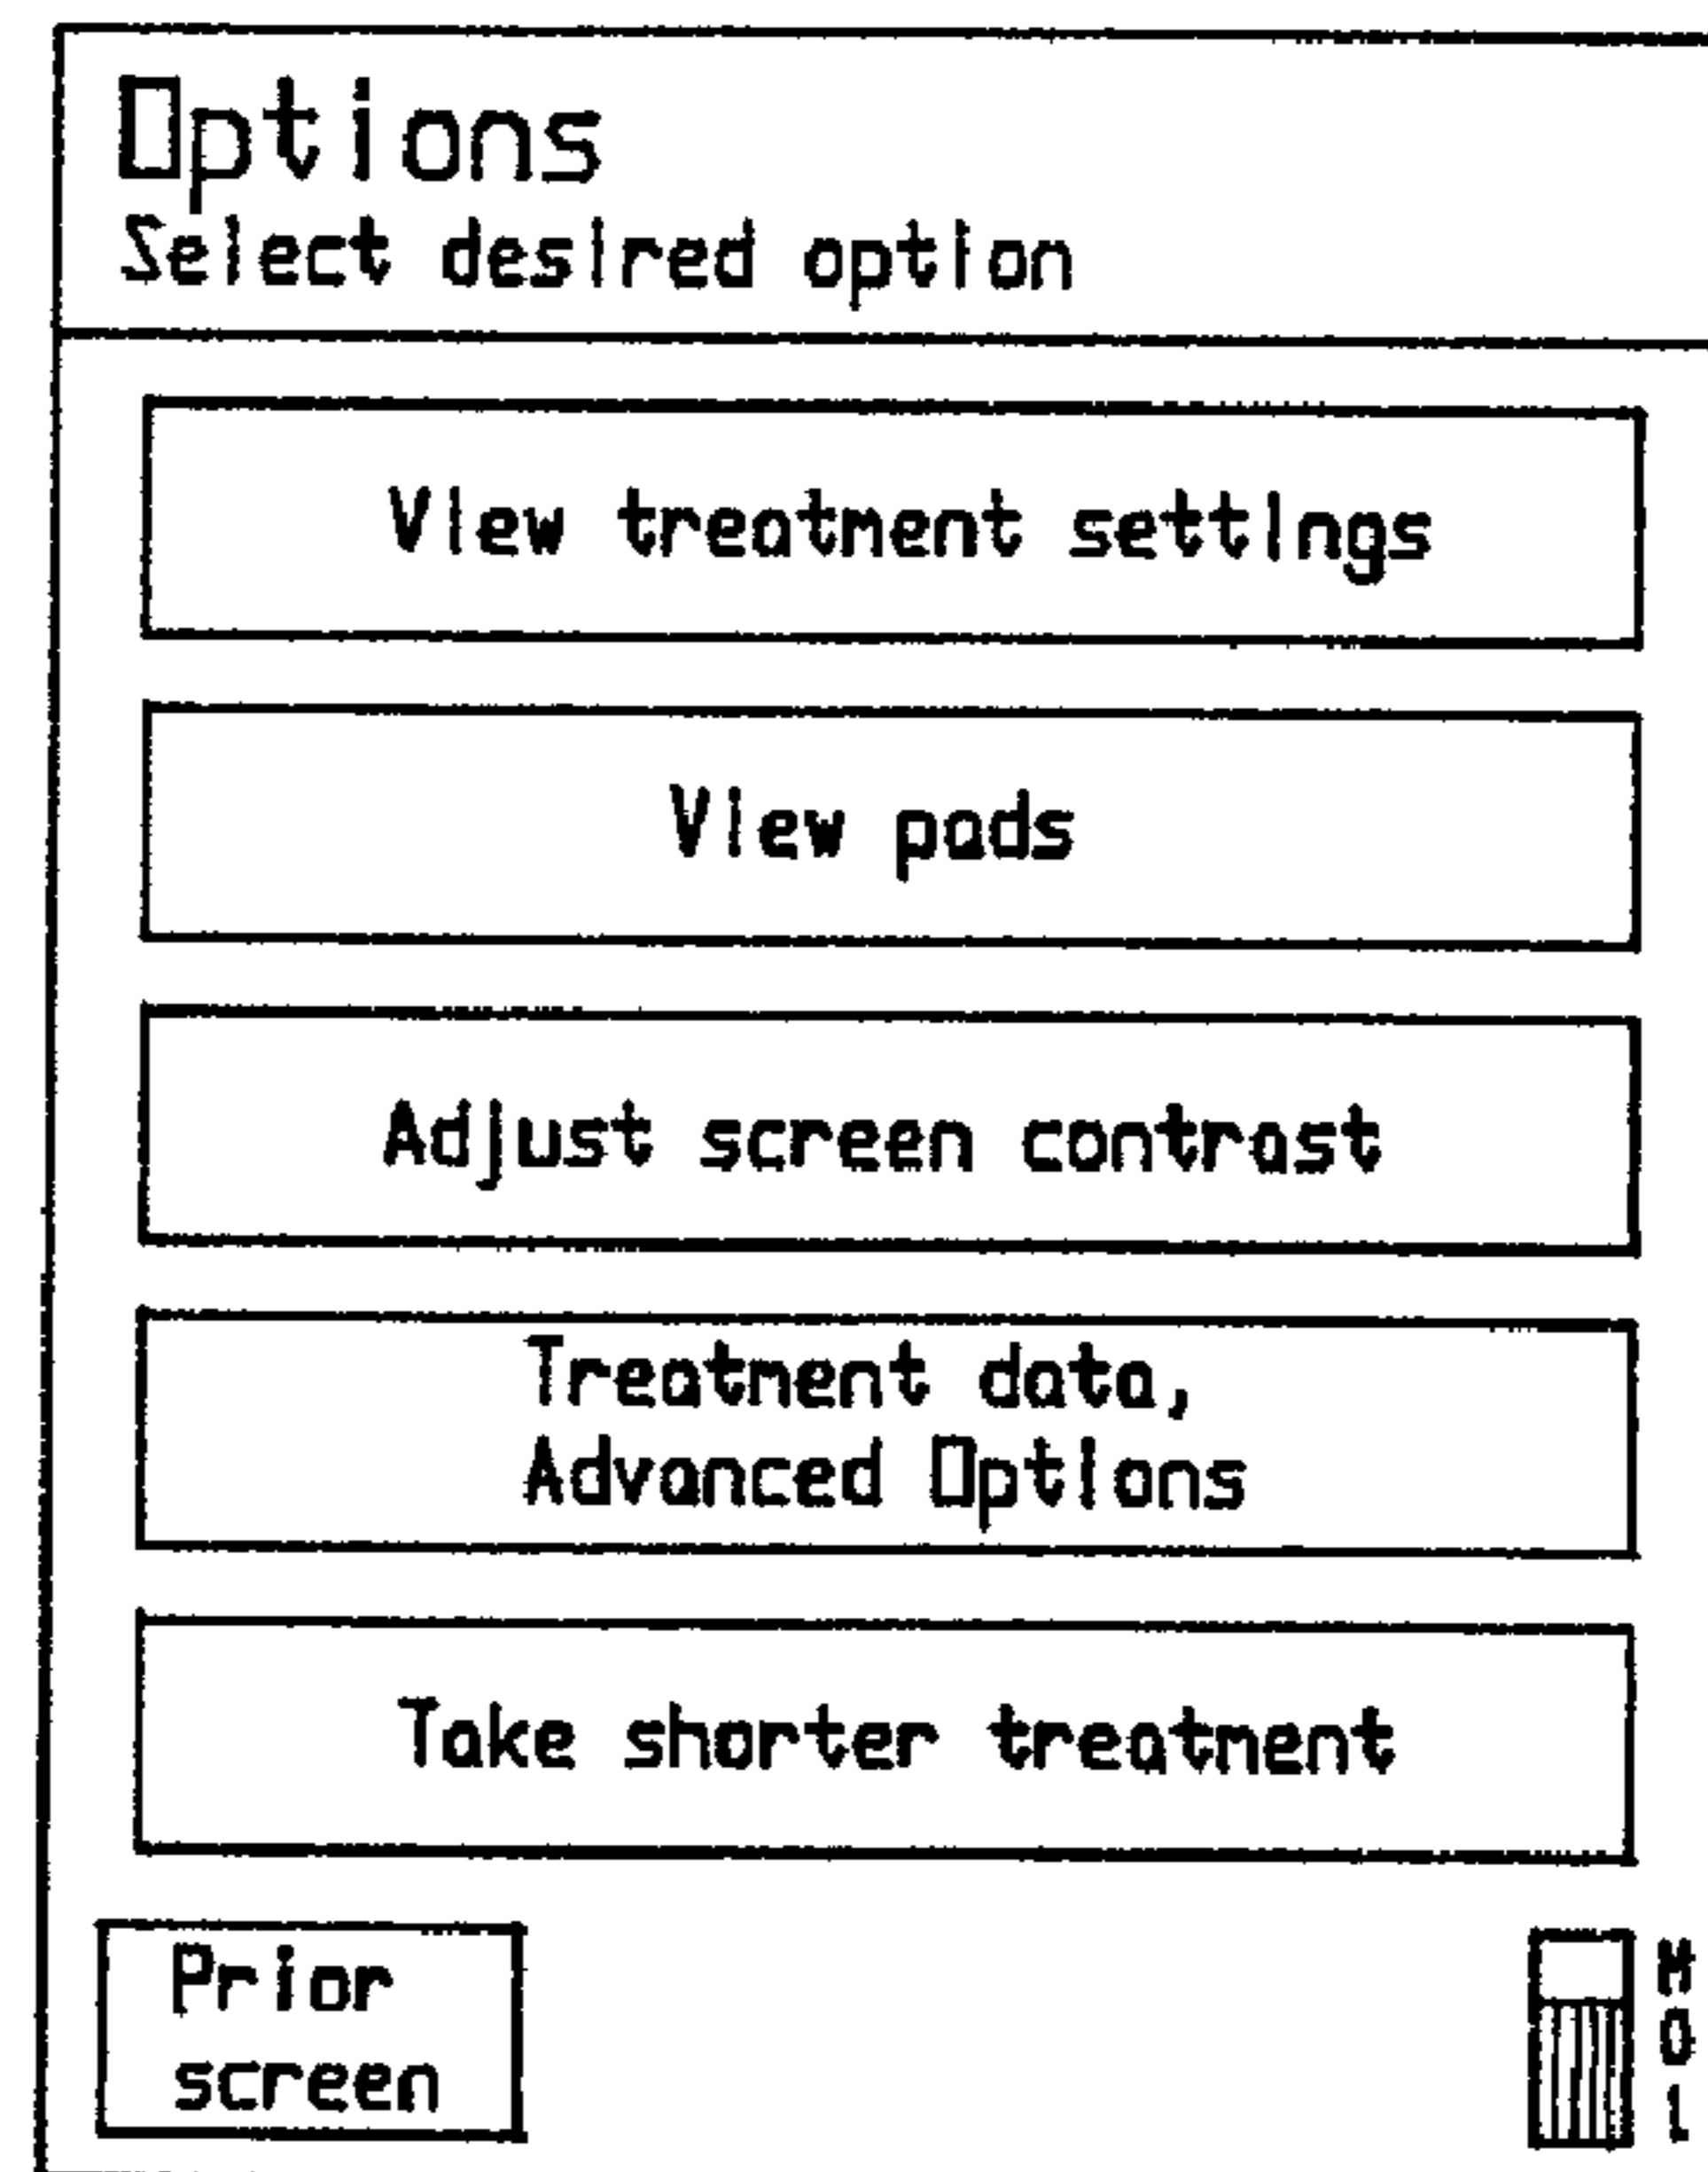 Options
Select desired option
View treatment settings
View pads
Adjust screen contrast
Treatment data,
Advanced Options
Take shorter treatment
Prior
screen